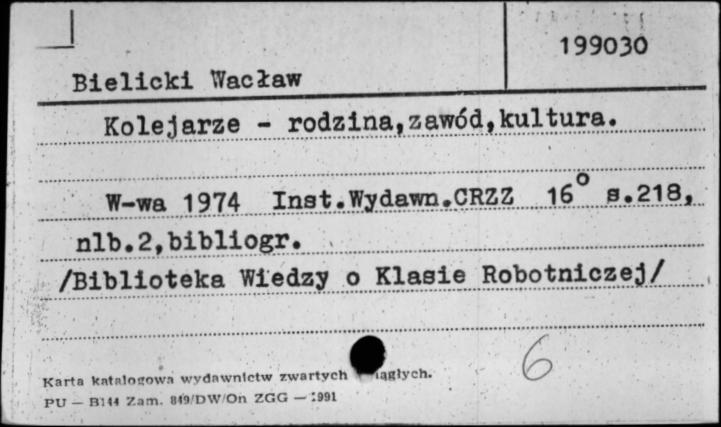 199030
Bielicki Wacław
Kolejarze - rodzina,zawód,kultura.
W-wa 1974 Inst.Wydawn.CRZZ 16° s.218,
nlb.2,bibliogr.
/Biblioteka Wiedzy o Klasie Robotniczej/
6
Karta katalogowa wydawnictw zwartych iągłych.
PU — B144 Zam. 849/DW/On ZGG — 1991